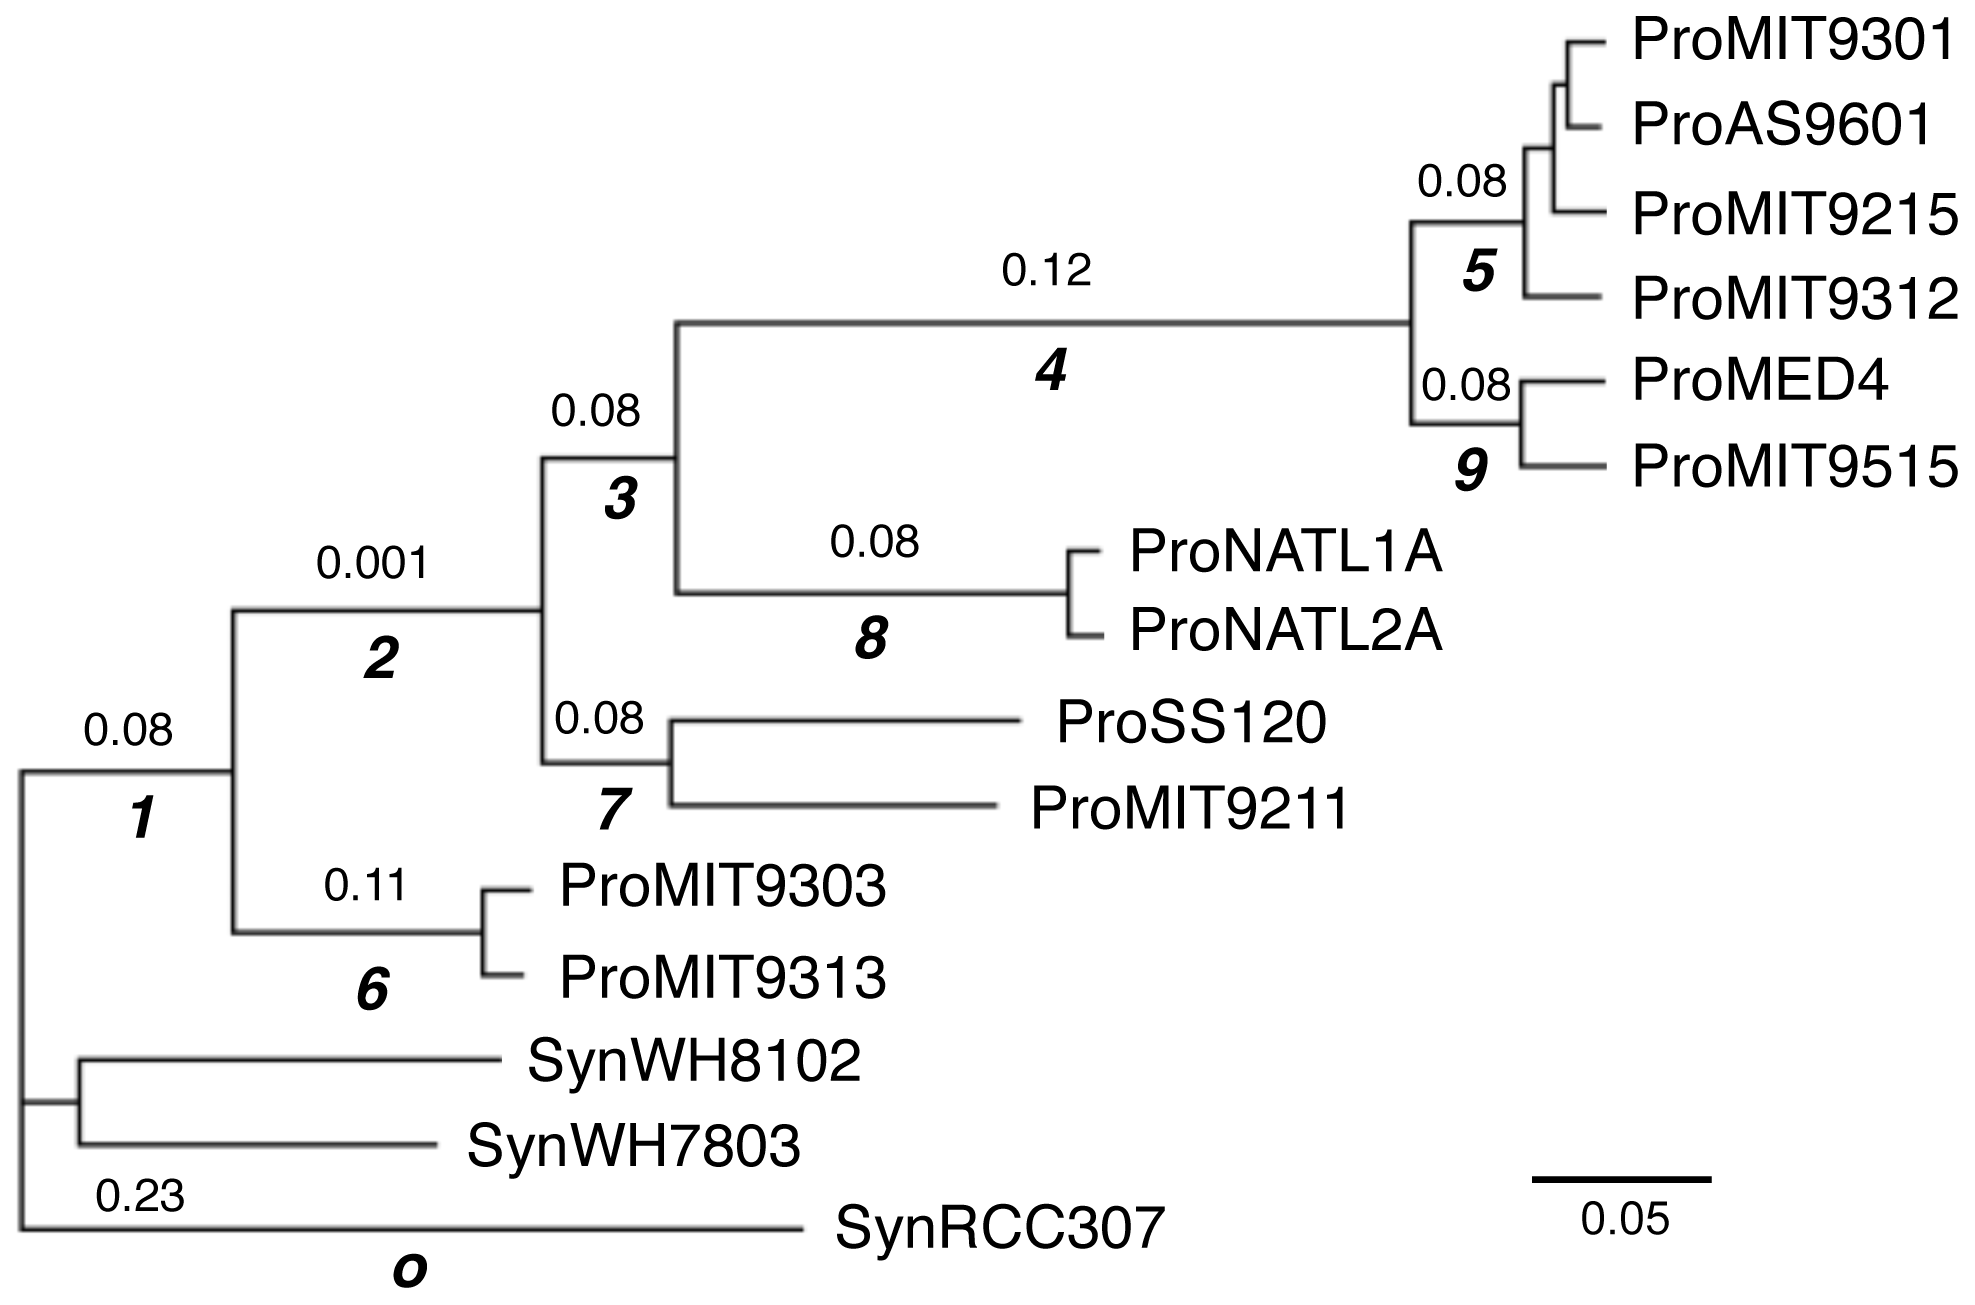 ProMIT9301
ProAS9601
0.08
ProMIT9215
5
0.12
ProMIT9312
4
0.08
ProMED4
0.08
9
ProMIT9515
3
0.08
ProNATL1A
0.001
8
ProNATL2A
2
0.08
ProSS120
0.08
7
ProMIT9211
1
0.11
ProMIT9303
6
ProMIT9313
SynWH8102
SynWH7803
0.23
SynRCC307
0.05
o